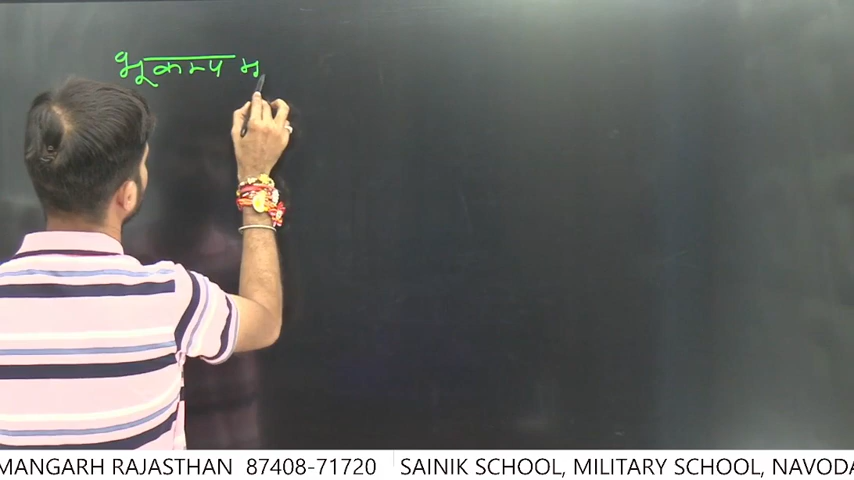 भूकम्प म
MANGARH RAJASTHAN 87408-71720 SAINIK SCHOOL, MILITARY SCHOOL, NAVODA